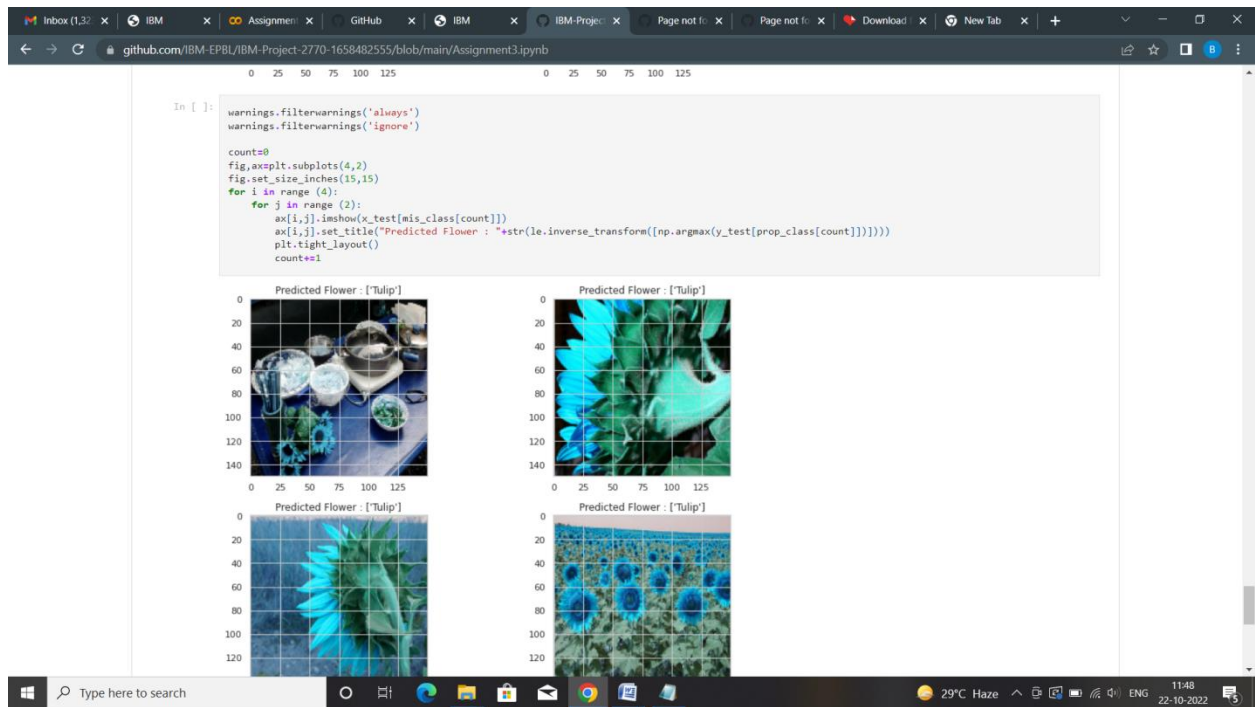 Inbox (1,32 IBM Assignment GitHub IBM IBM-Project Page not fo Page not fo Download New Tab
github.com/IBM-EPBL/IBM-Project-2770-1658482555/blob/main/Assignment3.ipynb B
0 25 50 75 100 125 0 25 50 75 100 125
In [ ]:
warnings.filterwarnings('always')
warnings.filterwarnings('ignore')
count=0
fig,ax=plt.subplots(4,2)
fig.set_size_inches(15,15)
for i in range (4):
for j in range (2):
ax[i,j].imshow(x_test[mis_class[count]])
ax[i,j].set_title("Predicted Flower : "+str(le.inverse_transform([np.argmax(y_test[prop_class[count]])])))
plt.tight_layout()
count+=1
Predicted Flower : ['Tulip'] Predicted Flower : ['Tulip']
0 0
20 20
40 40
60 60
80 80
100 100
120 120
140 140
0 25 50 75 100 125 0 25 50 75 100 125
Predicted Flower : ['Tulip'] Predicted Flower : ['Tulip']
0 0
20 20
40 40
60 60
80 80
100 100
120 120
Type here to search 29°C Haze ENG 11:48
22-10-2022 5